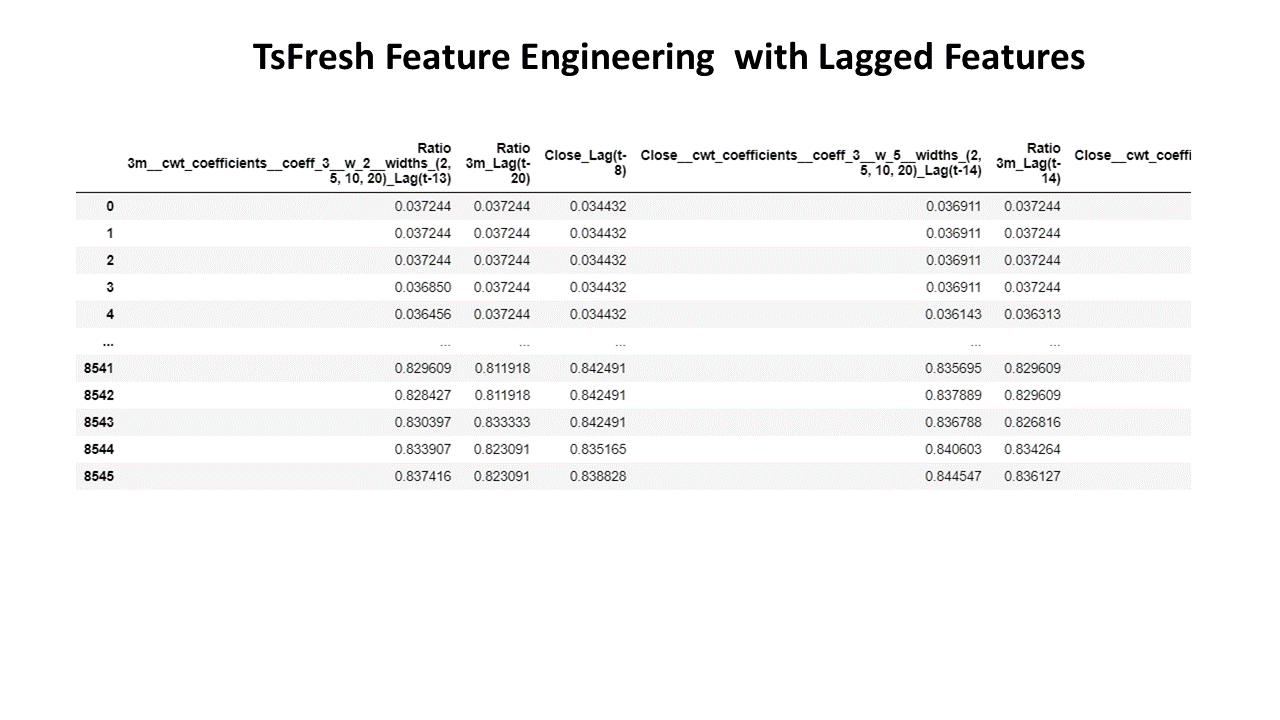 TsFresh Feature Engineering  with Lagged Features
Ratio 3m__cwt_coefficients__coeff_3__w_2__widths_(2, 5, 10, 20)_Lag(t-13) Ratio 3m_Lag(t-20) Close_Lag(t-8) Close__cwt_coefficients__coeff_3__w_5__widths_(2, 5, 10, 20)_Lag(t-14) Ratio 3m_Lag(t-14) Close__cwt_coeffi
0 0.037244 0.037244 0.034432 0.036911 0.037244
1 0.037244 0.037244 0.034432 0.036911 0.037244
2 0.037244 0.037244 0.034432 0.036911 0.037244
3 0.036850 0.037244 0.034432 0.036911 0.037244
4 0.036456 0.037244 0.034432 0.036143 0.036313
... ... ... ... ... ...
8541 0.829609 0.811918 0.842491 0.835695 0.829609
8542 0.828427 0.811918 0.842491 0.837889 0.829609
8543 0.830397 0.833333 0.842491 0.836788 0.826816
8544 0.833907 0.823091 0.835165 0.840603 0.834264
8545 0.837416 0.823091 0.838828 0.844547 0.836127